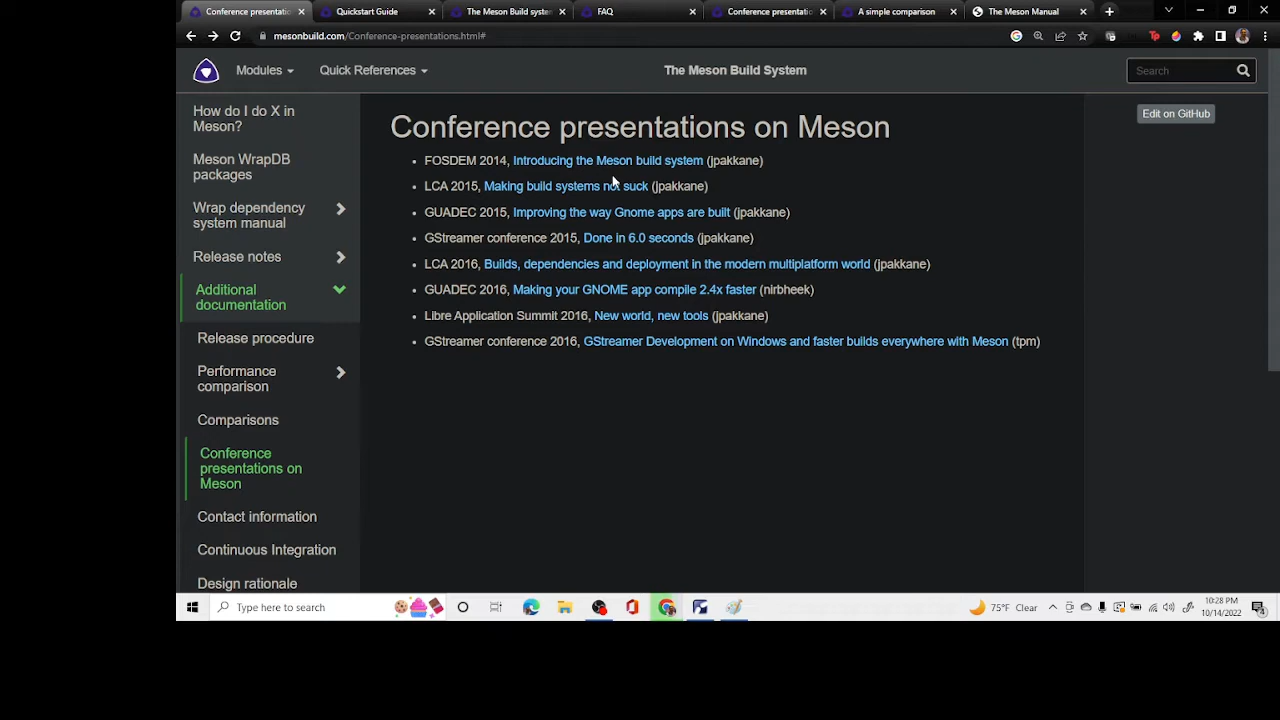 Conference presentati
Quickstart Guide
The Meson Build syste
FAQ
Conference presentatio
A simple comparison
The Meson Manual
mesonbuild.com/Conference-presentations.html#
Modules
Quick References
The Meson Build System
Search
How do I do X in
Meson?
Meson WrapDB
packages
Wrap dependency
system manual
Release notes
Additional
documentation
Release procedure
Performance
comparison
Comparisons
Conference
presentations on
Meson
Contact information
Continuous Integration
Design rationale
Conference presentations on Meson
FOSDEM 2014, Introducing the Meson build system (jpakkane)
LCA 2015, Making build systems not suck (jpakkane)
GUADEC 2015, Improving the way Gnome apps are built (jpakkane)
GStreamer conference 2015, Done in 6.0 seconds (jpakkane)
LCA 2016, Builds, dependencies and deployment in the modern multiplatform world (jpakkane)
GUADEC 2016, Making your GNOME app compile 2.4x faster (nirbheek)
Libre Application Summit 2016, New world, new tools (jpakkane)
GStreamer conference 2016, GStreamer Development on Windows and faster builds everywhere with Meson (tpm)
Edit on GitHub
Type here to search
75°F Clear
10:28 PM
10/14/2022